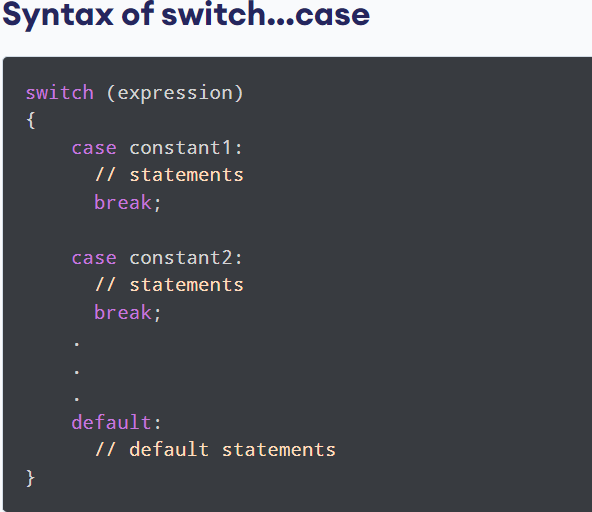 Syntax of switch...case
switch (expression)
{
    case constant1:
      // statements
      break;

    case constant2:
      // statements
      break;
    .
    .
    .
    default:
      // default statements
}